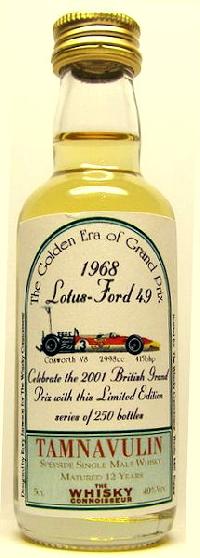 The Golden Era of Grand Prix
1968
Lotus-Ford 49
3
Cosworth V8 2993cc 415bhp
Celebrate the 2001 British Grand
Prix with this Limited Edition
series of 250 bottles
TAMNAVULIN
SPEYSIDE SINGLE MALT WHISKY
MATURED 12 YEARS
5cl THE WHISKY 40%Vol
CONNOISSEUR